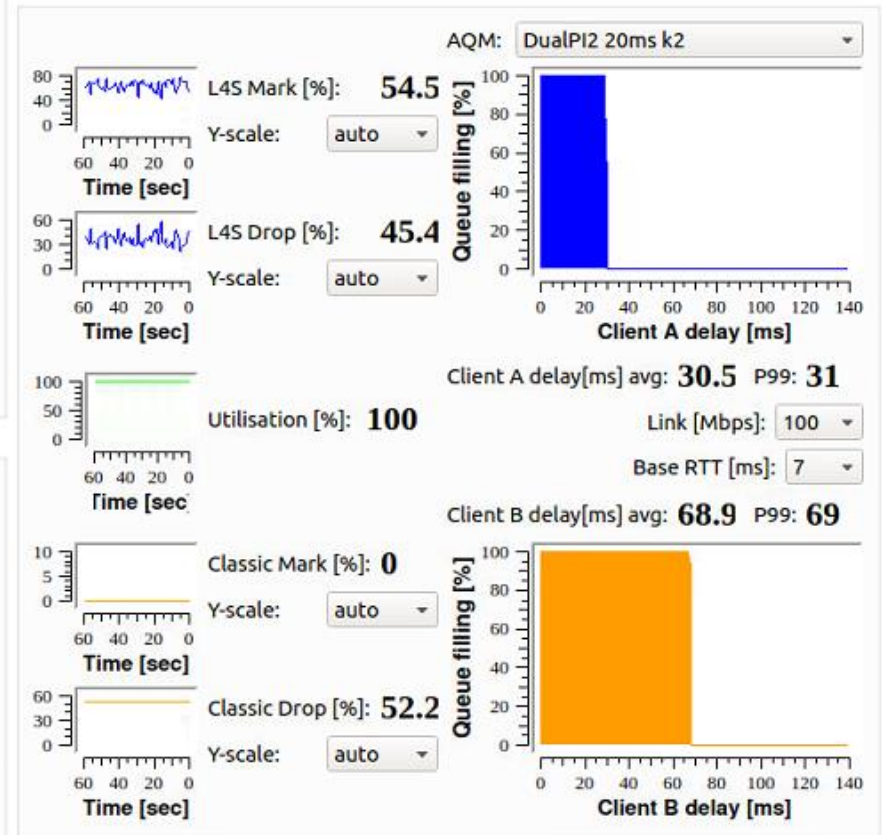 AQM: DualPI2 20ms k2
80
40
0
60 40 20 0
Time [sec]
L4S Mark [%]: 54.5
Y-scale: auto
60
30
0
60 40 20 0
Time [sec]
L4S Drop [%]: 45.4
Y-scale: auto
Queue filling [%]
100
80
60
40
20
0
0 20 40 60 80 100 120 140
Client A delay [ms]
Client A delay[ms] avg: 30.5 P99: 31
100
50
0
60 40 20 0
Time [sec]
Utilisation [%]: 100
Link [Mbps]: 100
Base RTT [ms]: 7
Client B delay[ms] avg: 68.9 P99: 69
10
5
0
60 40 20 0
Time [sec]
Classic Mark [%]: 0
Y-scale: auto
60
30
0
60 40 20 0
Time [sec]
Classic Drop [%]: 52.2
Y-scale: auto
Queue filling [%]
100
80
60
40
20
0
0 20 40 60 80 100 120 140
Client B delay [ms]